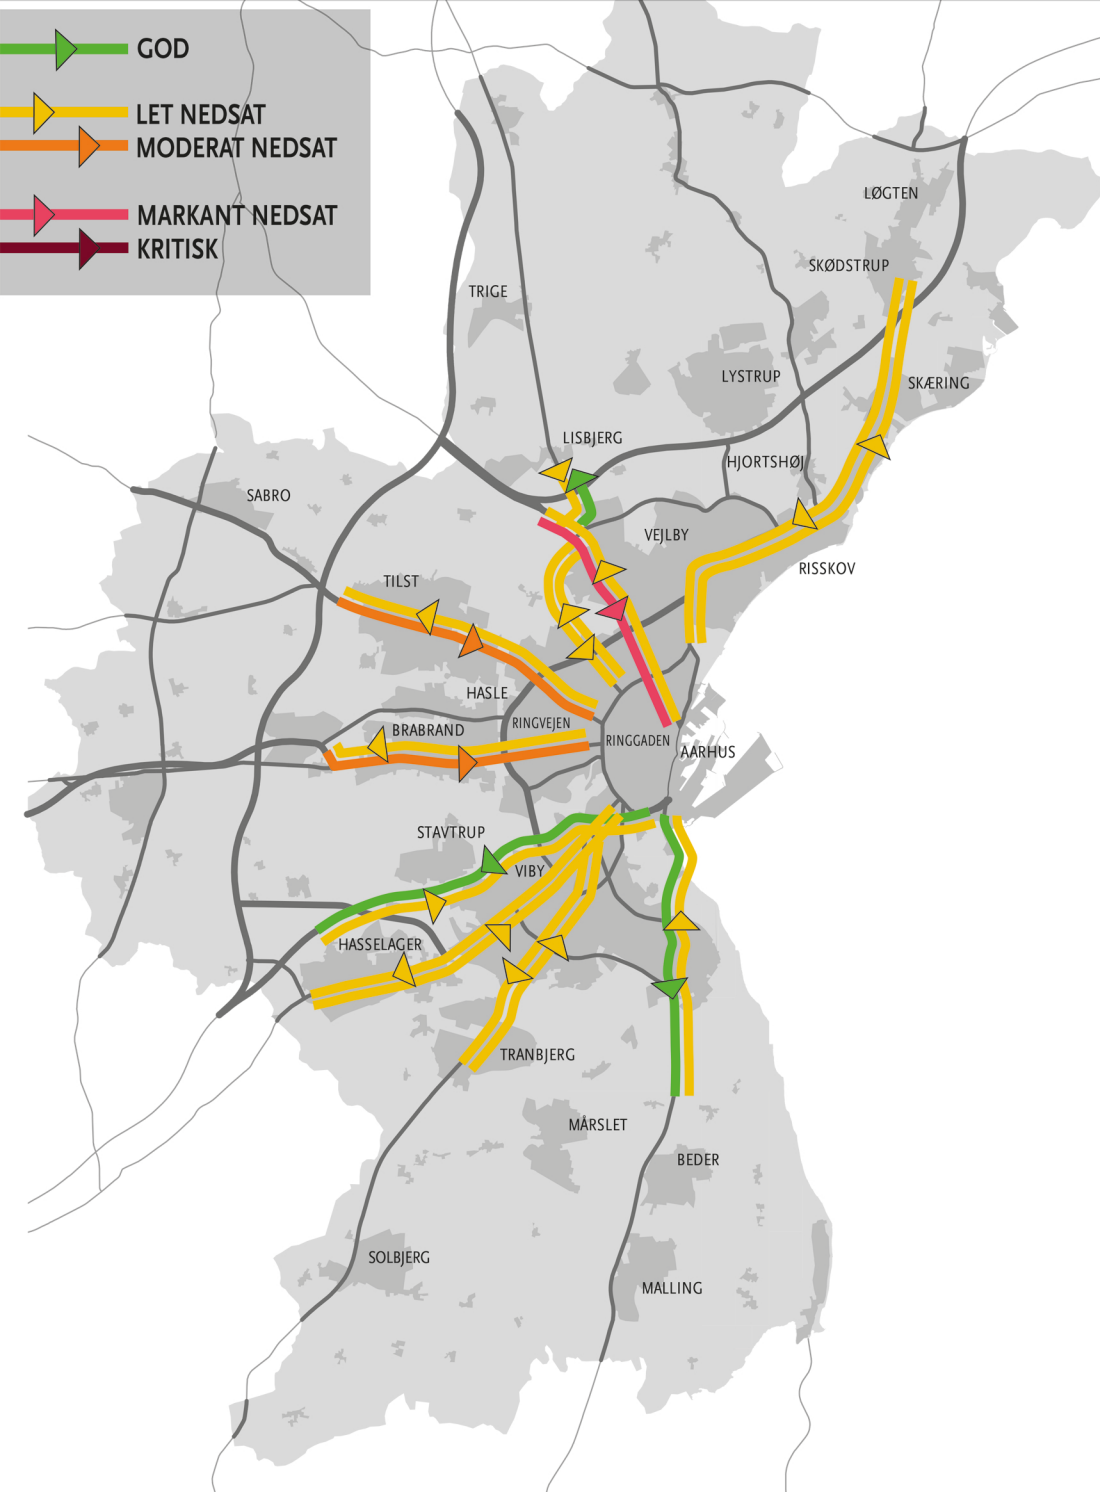 GOD
LET NEDSAT
MODERAT NEDSAT
MARKANT NEDSAT
KRITISK
LØGTEN
SKØDSTRUP
TRIGE
LYSTRUP
SKÆRING
LISBJERG
HJORTSHØJ
SABRO
VEJLBY
RISSKOV
TILST
HASLE
RINGVEJEN
BRABRAND
RINGGADEN
AARHUS
STAVTRUP
VIBY
HASSELAGER
TRANBJERG
MÅRSLET
BEDER
SOLBJERG
MALLING